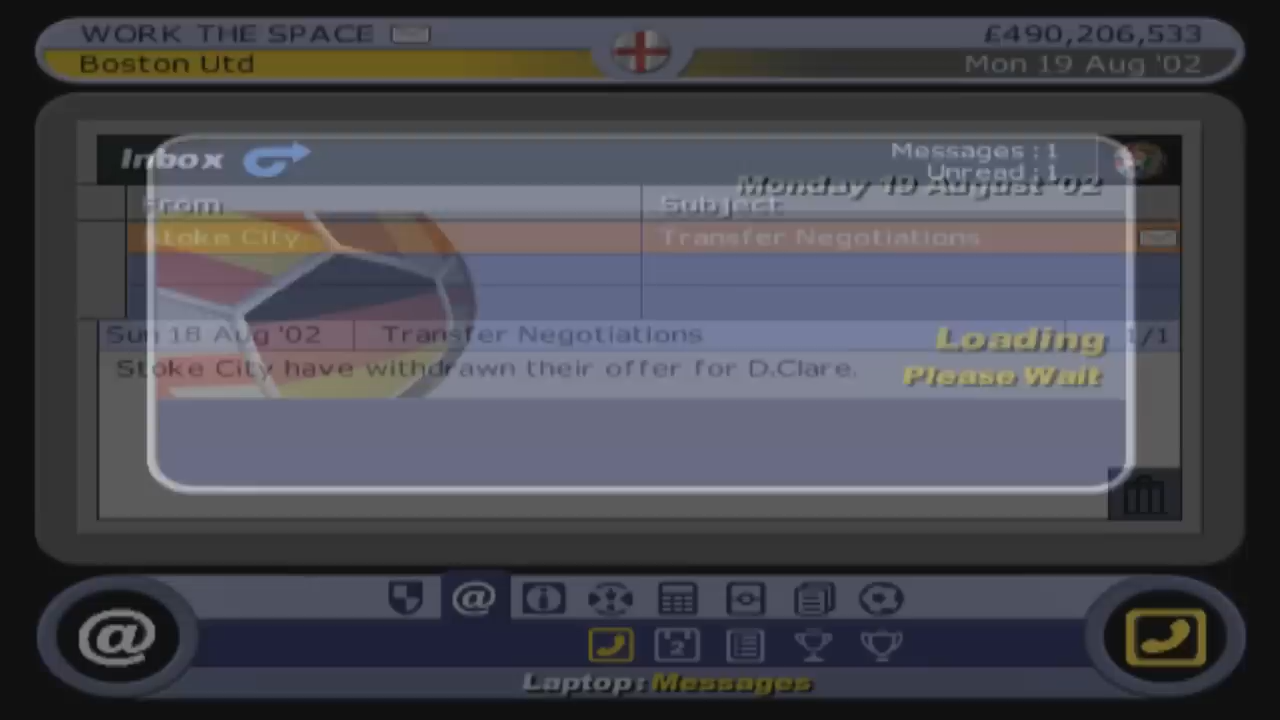 WORK THE SPACE
£490,206,533
Boston Utd
Mon 19 Aug '02
Inbox
Messages : 1
Unread : 1
Monday 19 August '02
From
Subject
Stoke City
Transfer Negotiations
Sun 18 Aug '02
Transfer Negotiations
1/1
Loading
Stoke City have withdrawn their offer for D.Clare.
Please Wait
@
@
2
Laptop: Messages